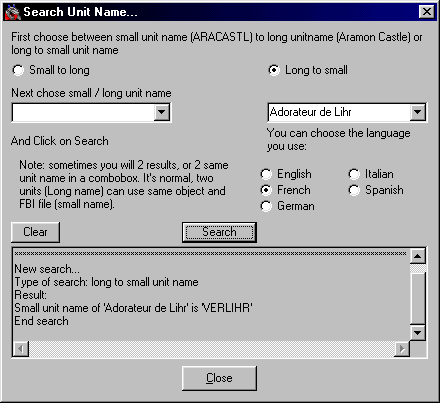 Search Unit Name...
First choose between small unit name (ARACASTL) to long unitname (Aramon Castle) or
long to small unit name
Small to long
Long to small
Next chose small / long unit name
Adorateur de Lihr
And Click on Search
You can choose the language
you use:
Note: sometimes you will 2 results, or 2 same
unit name in a combobox. It's normal, two
units (Long name) can use same object and
FBI file (small name).
English
Italian
French
Spanish
German
Clear
Search
New search...
Type of search: long to small unit name
Result:
Small unit name of 'Adorateur de Lihr' is 'VERLIHR'
End search
Close